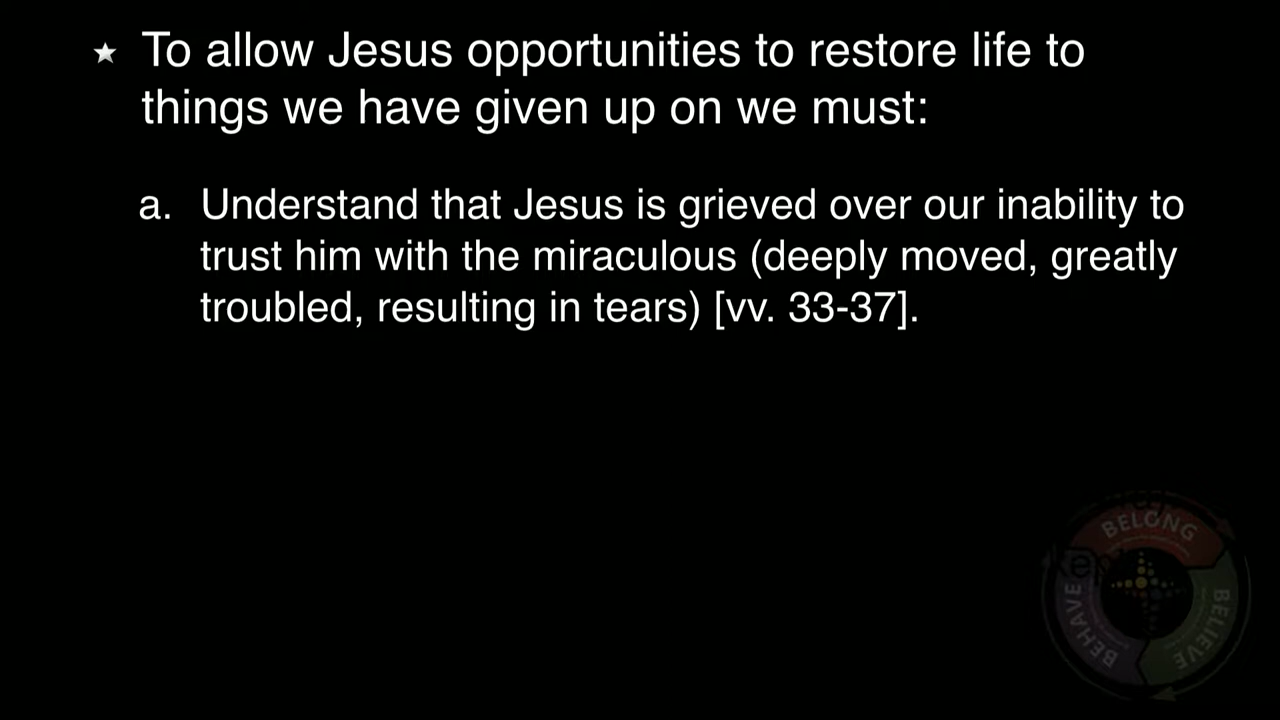 ★ To allow Jesus opportunities to restore life to
things we have given up on we must:
a. Understand that Jesus is grieved over our inability to
trust him with the miraculous (deeply moved, greatly
troubled, resulting in tears) [vv. 33-37].
BELONG
BELIEVE
BEHAVE